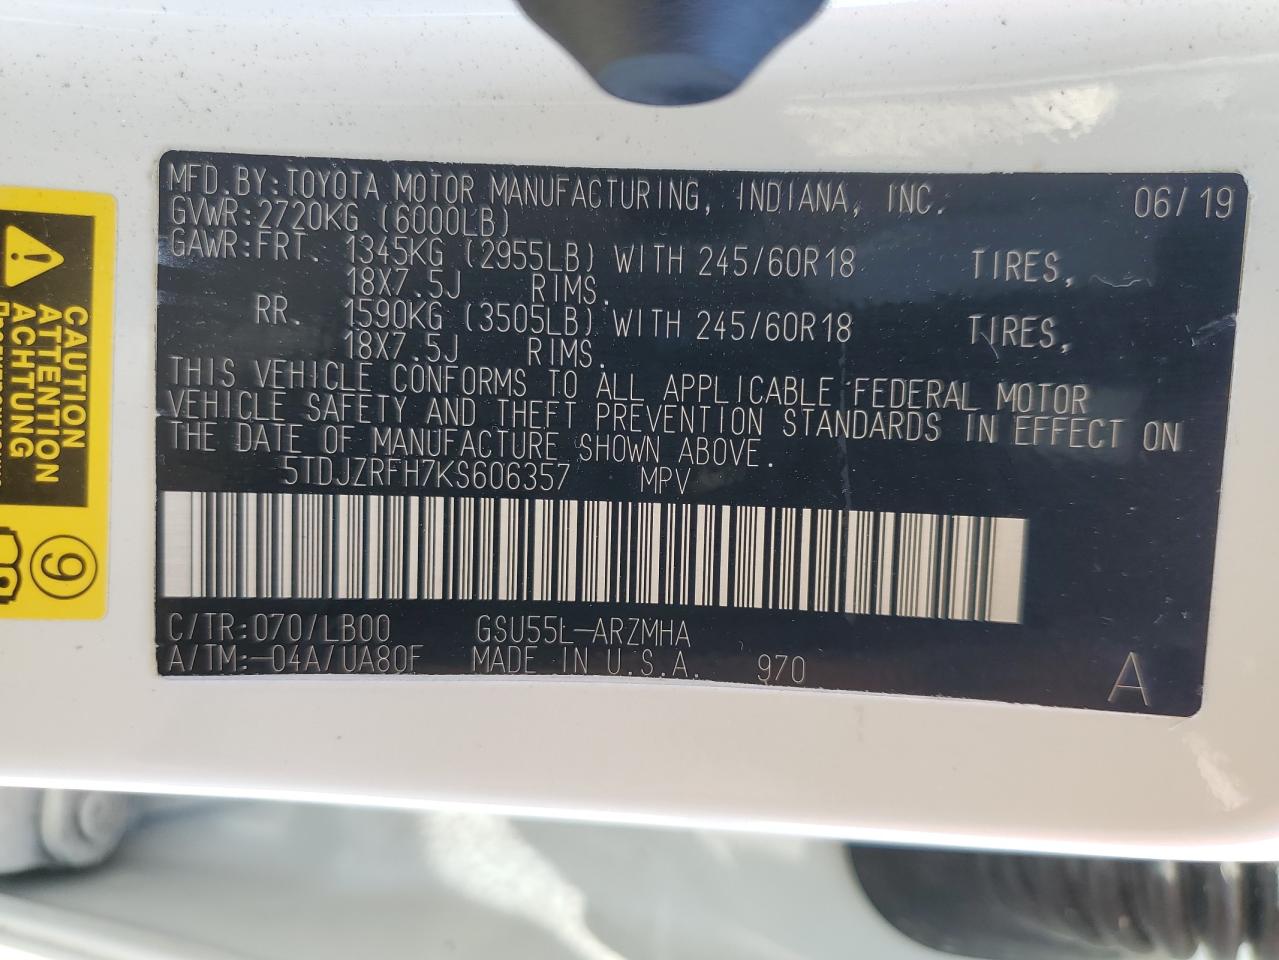 MFD.BY:TOYOTA MOTOR MANUFACTURING, INDIANA, INC. 06/19
GVWR:2720KG (6000LB)
GAWR:FRT. 1345KG (2955LB) WITH 245/60R18 TIRES,
18X7.5J RIMS.
RR. 1590KG (3505LB) WITH 245/60R18 TIRES,
18X7.5J RIMS.
THIS VEHICLE CONFORMS TO ALL APPLICABLE FEDERAL MOTOR
VEHICLE SAFETY AND THEFT PREVENTION STANDARDS IN EFFECT ON
THE DATE OF MANUFACTURE SHOWN ABOVE.
5TDJZRFH7KS606357 MPV
C/TR:070/LB00 GSU55L-ARZMHA
A/TM:-04A/UA80F MADE IN U.S.A. 970 A
CAUTION
ATTENTION
ACHTUNG
9